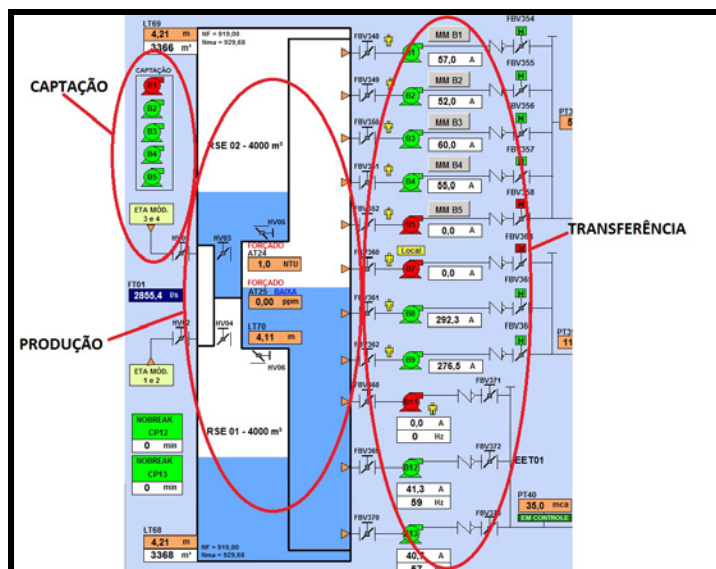 LT69
4,21 m
3366 m³
NF = 919,00
Nma = 929,68
CAPTAÇÃO
CAPTAÇÃO
B1
B2
B3
B4
B5
ETA MÓD.
3 e 4
FT01
2855,4 l/s
PRODUÇÃO
ETA MÓD.
1 e 2
NOBREAK
CP12
0 min
NOBREAK
CP13
0 min
LT68
4,21 m
3368 m³
NF = 919,00
Nma = 929,68
RSE 02 - 4000 m³
HV05
HV03
FORÇADO
AT24
1,0 NTU
FORÇADO
AT25 BAIXA
0,00 ppm
LT70
4,11 m
HV04
HV06
RSE 01 - 4000 m³
FBV348
B1
MM B1
57,0 A
FBV354
FBV349
B2
MM B2
52,0 A
FBV355
B3
MM B3
60,0 A
FBV356
B4
MM B4
55,0 A
FBV357
B5
MM B5
0,0 A
FBV358
TRANSFERÊNCIA
Local
B7
0,0 A
B8
292,3 A
B9
276,5 A
B11
0,0 A
0 Hz
FBV371
B12
41,3 A
59 Hz
FBV372
EET01
PT40
35,0 mca
EM CONTROLE
FBV370
40,7 A
57